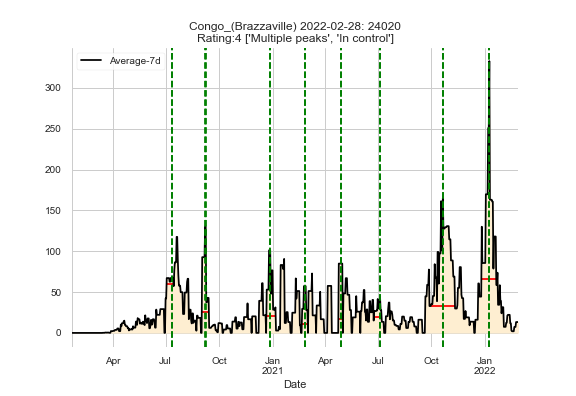 Congo_(Brazzaville) 2022-02-28: 24020
Rating:4 ['Multiple peaks', 'In control']
Average-7d
300
250
200
150
100
50
0
Apr Jul Oct Jan Apr Jul Oct Jan
2021 2022
Date